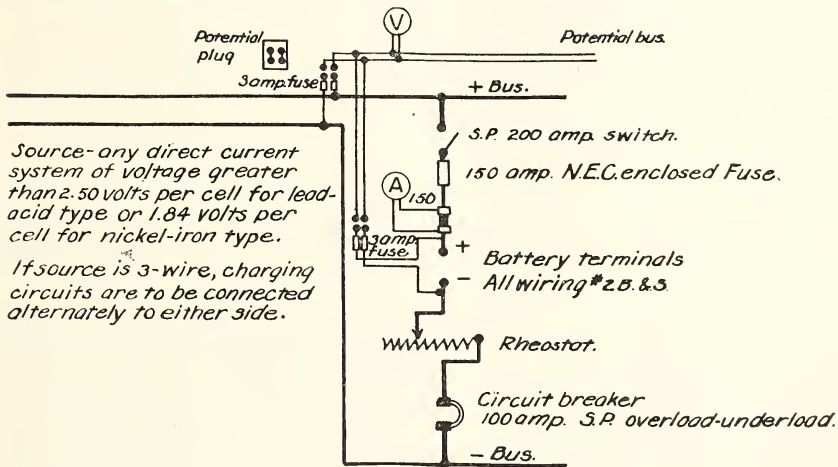 V
Potential
plug
Potential bus.
3 amp. fuse
+ Bus.
S.P. 200 amp. switch.
150 amp. N.E.C. enclosed Fuse.
Source- any direct current
system of voltage greater
than 2.50 volts per cell for lead-
acid type or 1.84 volts per
cell for nickel-iron type.
If source is 3-wire, charging
circuits are to be connected
alternately to either side.
A
150
3 amp.
fuse.
+
Battery terminals
-
All wiring #2 B. & S.
Rheostat.
Circuit breaker
100 amp. S.P. overload-underload.
- Bus.